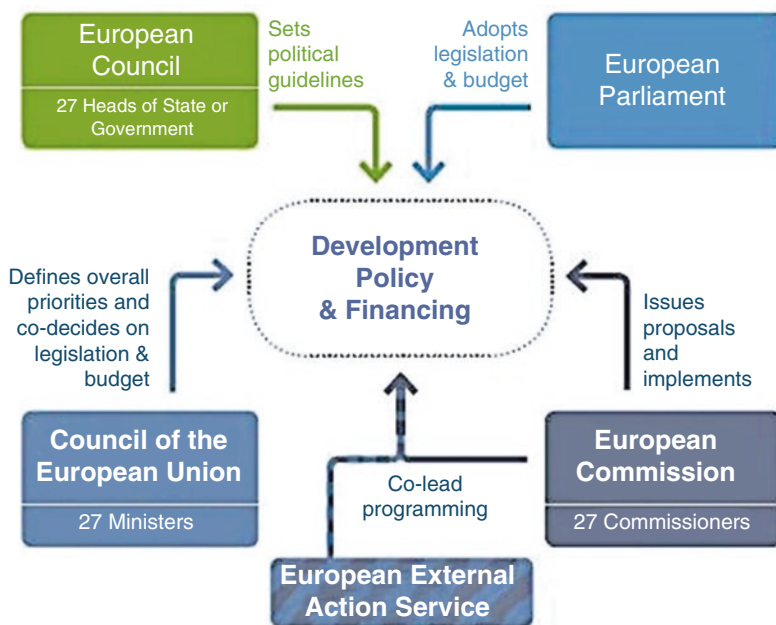 European
Council
27 Heads of State or
Government
Sets
political
guidelines
Adopts
legislation
& budget
European
Parliament
Development
Policy
& Financing
Defines overall
priorities and
co-decides on
legislation &
budget
Issues
proposals
and
implements
Council of the
European Union
27 Ministers
Co-lead
programming
European
Commission
27 Commissioners
European External
Action Service